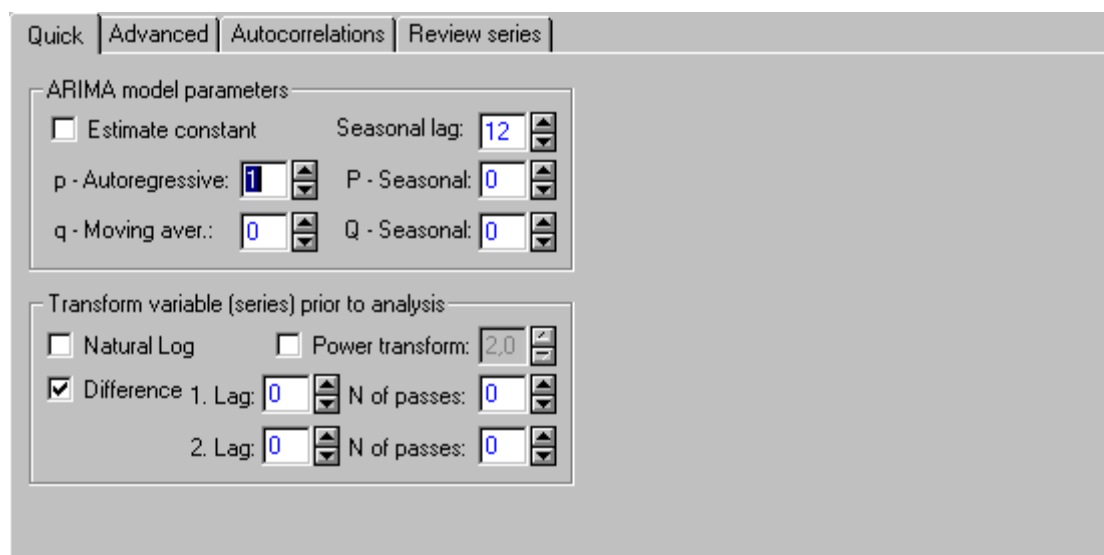 Quick Advanced Autocorrelations Review series
ARIMA model parameters
Estimate constant Seasonal lag: 12
p - Autoregressive: 1 P - Seasonal: 0
q - Moving aver.: 0 Q - Seasonal: 0
Transform variable (series) prior to analysis
Natural Log Power transform: 2,0
Difference 1. Lag: 0 N of passes: 0
2. Lag: 0 N of passes: 0